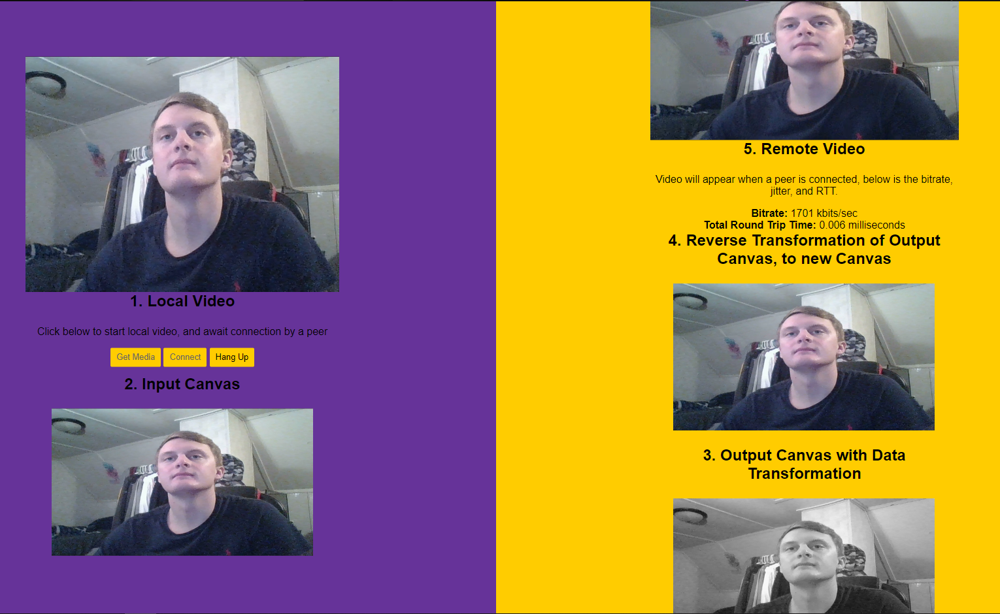 1. Local Video
Click below to start local video, and await connection by a peer
Get Media
Connect
Hang Up
2. Input Canvas
5. Remote Video
Video will appear when a peer is connected, below is the bitrate,
jitter, and RTT.
Bitrate: 1701 kbits/sec
Total Round Trip Time: 0.006 milliseconds
4. Reverse Transformation of Output
Canvas, to new Canvas
3. Output Canvas with Data
Transformation